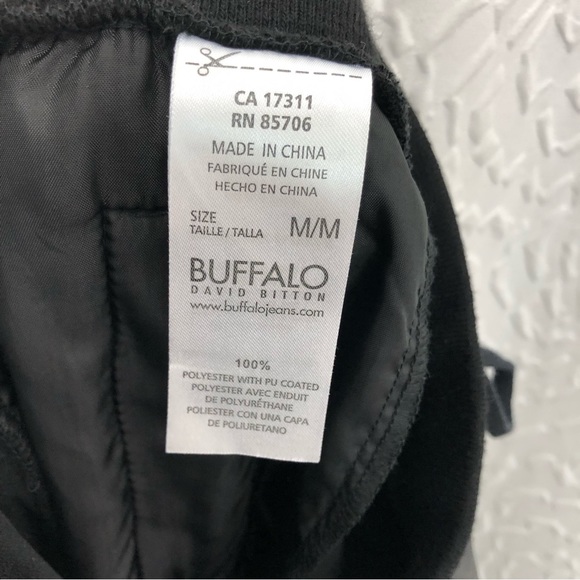 CA 17311
RN 85706
MADE IN CHINA
FABRIQUÉ EN CHINE
HECHO EN CHINA
SIZE
TAILLE / TALLA M/M
BUFFALO
DAVID BITTON
www.buffalojeans.com
100%
POLYESTER WITH PU COATED
POLYESTER AVEC ENDUIT
DE POLYURÉTHANE
POLIESTER CON UNA CAPA
DE POLIURETANO